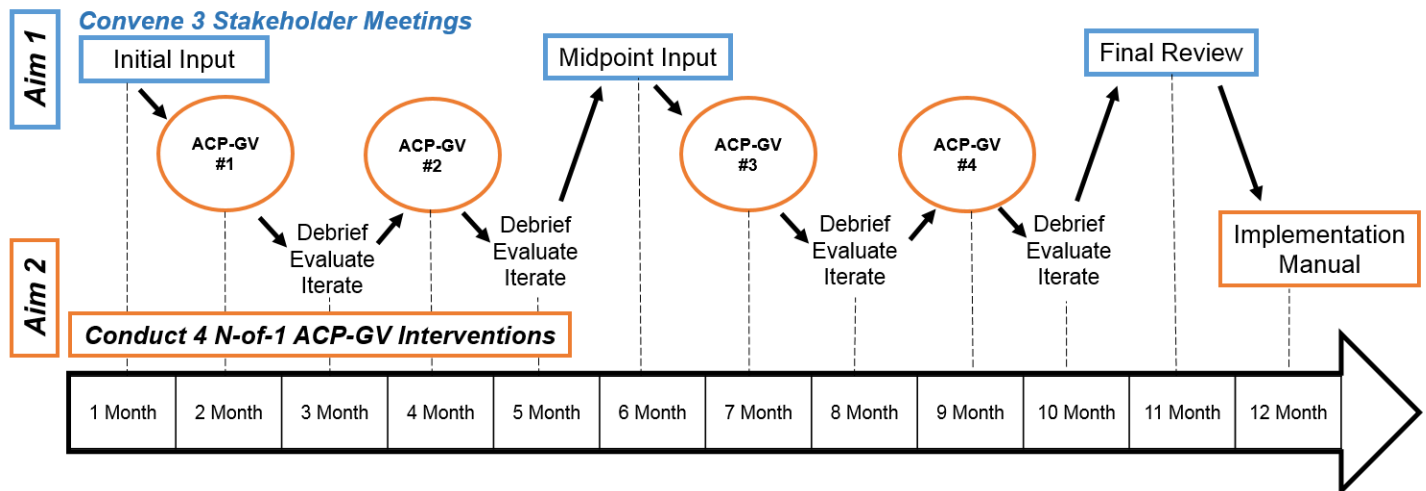 Aim 1
Convene 3 Stakeholder Meetings
Initial Input
Midpoint Input
Final Review
ACP-GV
#1
ACP-GV
#2
ACP-GV
#3
ACP-GV
#4
Debrief
Evaluate
Iterate
Debrief
Evaluate
Iterate
Debrief
Evaluate
Iterate
Debrief
Evaluate
Iterate
Implementation
Manual
Aim 2
Conduct 4 N-of-1 ACP-GV Interventions
1 Month
2 Month
3 Month
4 Month
5 Month
6 Month
7 Month
8 Month
9 Month
10 Month
11 Month
12 Month